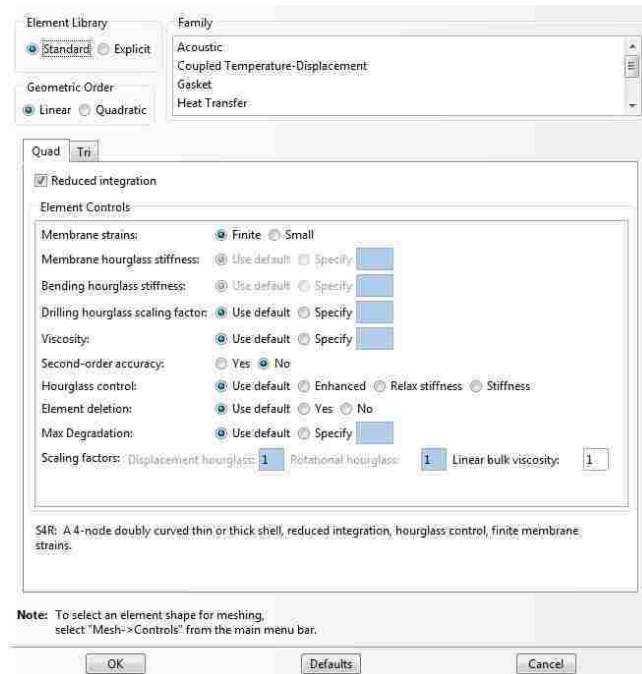 Element Library
Standard Explicit
Geometric Order
Linear Quadratic
Family
Acoustic
Coupled Temperature-Displacement
Gasket
Heat Transfer
Quad Tri
Reduced integration
Element Controls
Membrane strains: Finite Small
Membrane hourglass stiffness: Use default Specify
Bending hourglass stiffness: Use default Specify
Drilling hourglass scaling factor: Use default Specify
Viscosity: Use default Specify
Second-order accuracy: Yes No
Hourglass control: Use default Enhanced Relax stiffness Stiffness
Element deletion: Use default Yes No
Max Degradation: Use default Specify
Scaling factors: Displacement hourglass: 1 Rotational hourglass: 1 Linear bulk viscosity: 1
S4R: A 4-node doubly curved thin or thick shell, reduced integration, hourglass control, finite membrane
strains.
Note: To select an element shape for meshing,
select "Mesh->Controls" from the main menu bar.
OK Defaults Cancel